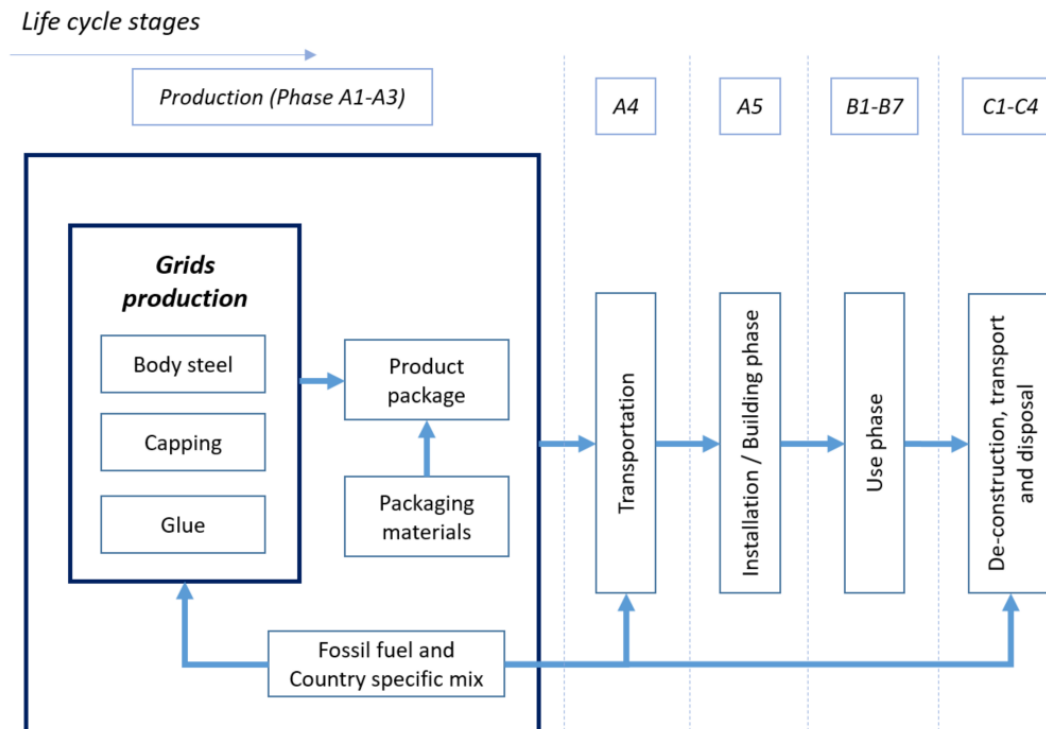 Life cycle stages
Production (Phase A1-A3)
A4
A5
B1-B7
C1-C4
Grids
production
Body steel
Capping
Glue
Product
package
Packaging
materials
Fossil fuel and
Country specific mix
Transportation
Installation / Building phase
Use phase
De-construction, transport
and disposal